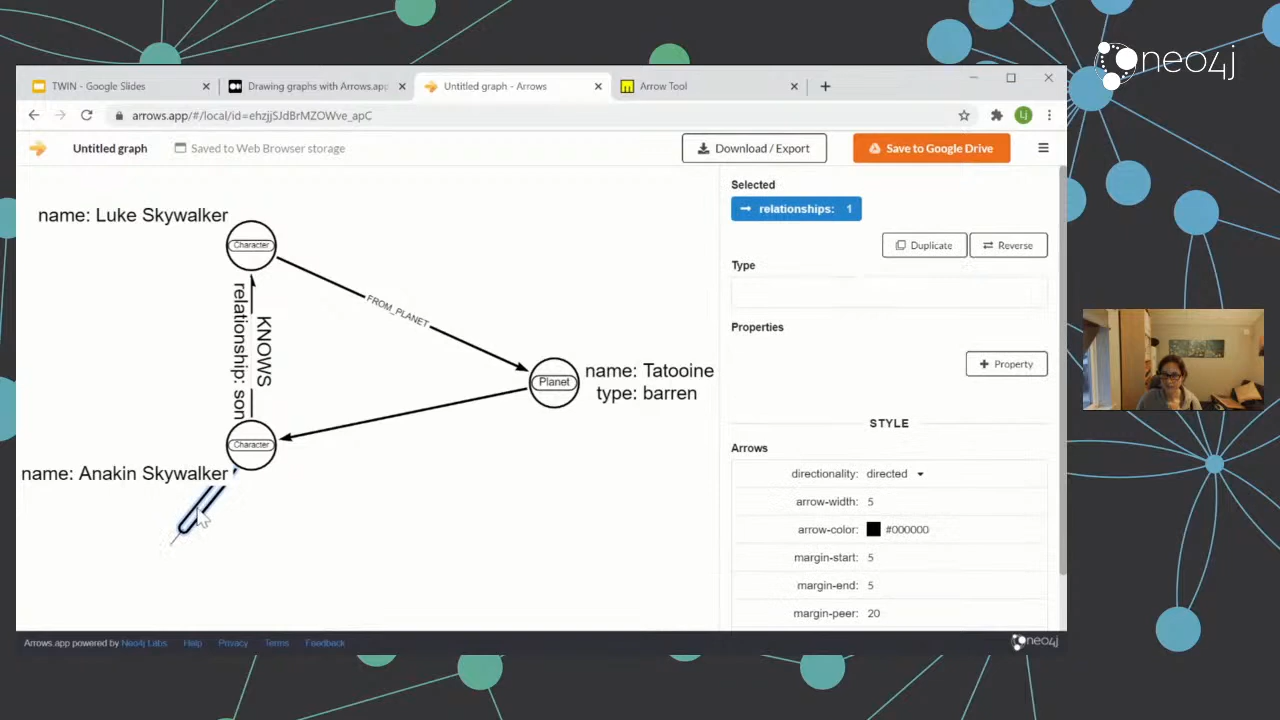 neo4j
TWIN - Google Slides
Drawing graphs with Arrows.app
Untitled graph - Arrows
Arrow Tool
arrows.app/#/local/id=ehzjjSJdBrMZOWve_apC
Lj
Untitled graph
Saved to Web Browser storage
Download / Export
Save to Google Drive
Selected
relationships: 1
Duplicate
Reverse
Type
Properties
Property
STYLE
Arrows
directionality: directed
arrow-width: 5
arrow-color: #000000
margin-start: 5
margin-end: 5
margin-peer: 20
name: Luke Skywalker
Character
FROM_PLANET
KNOWS
relationship: son
Planet
name: Tatooine
type: barren
Character
name: Anakin Skywalker
Arrows.app powered by Neo4j Labs
Help
Privacy
Terms
Feedback
neo4j